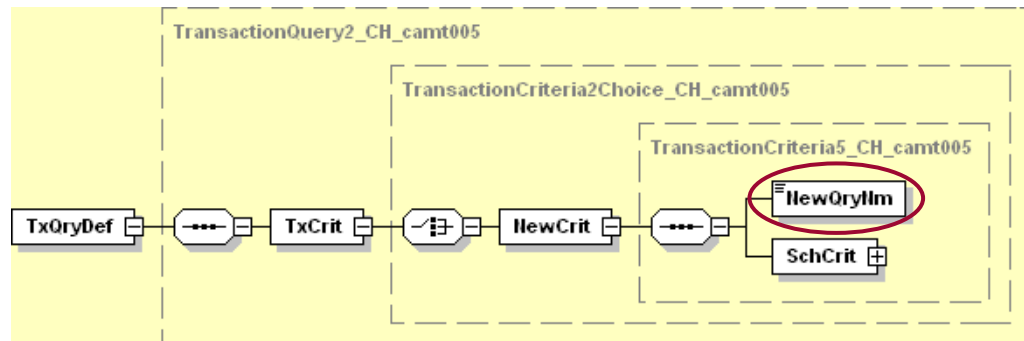 TransactionQuery2_CH_camt005
TransactionCriteria2Choice_CH_camt005
TransactionCriteria5_CH_camt005
NewQryNm
TxQryDef TxCrit NewCrit
SchCrit